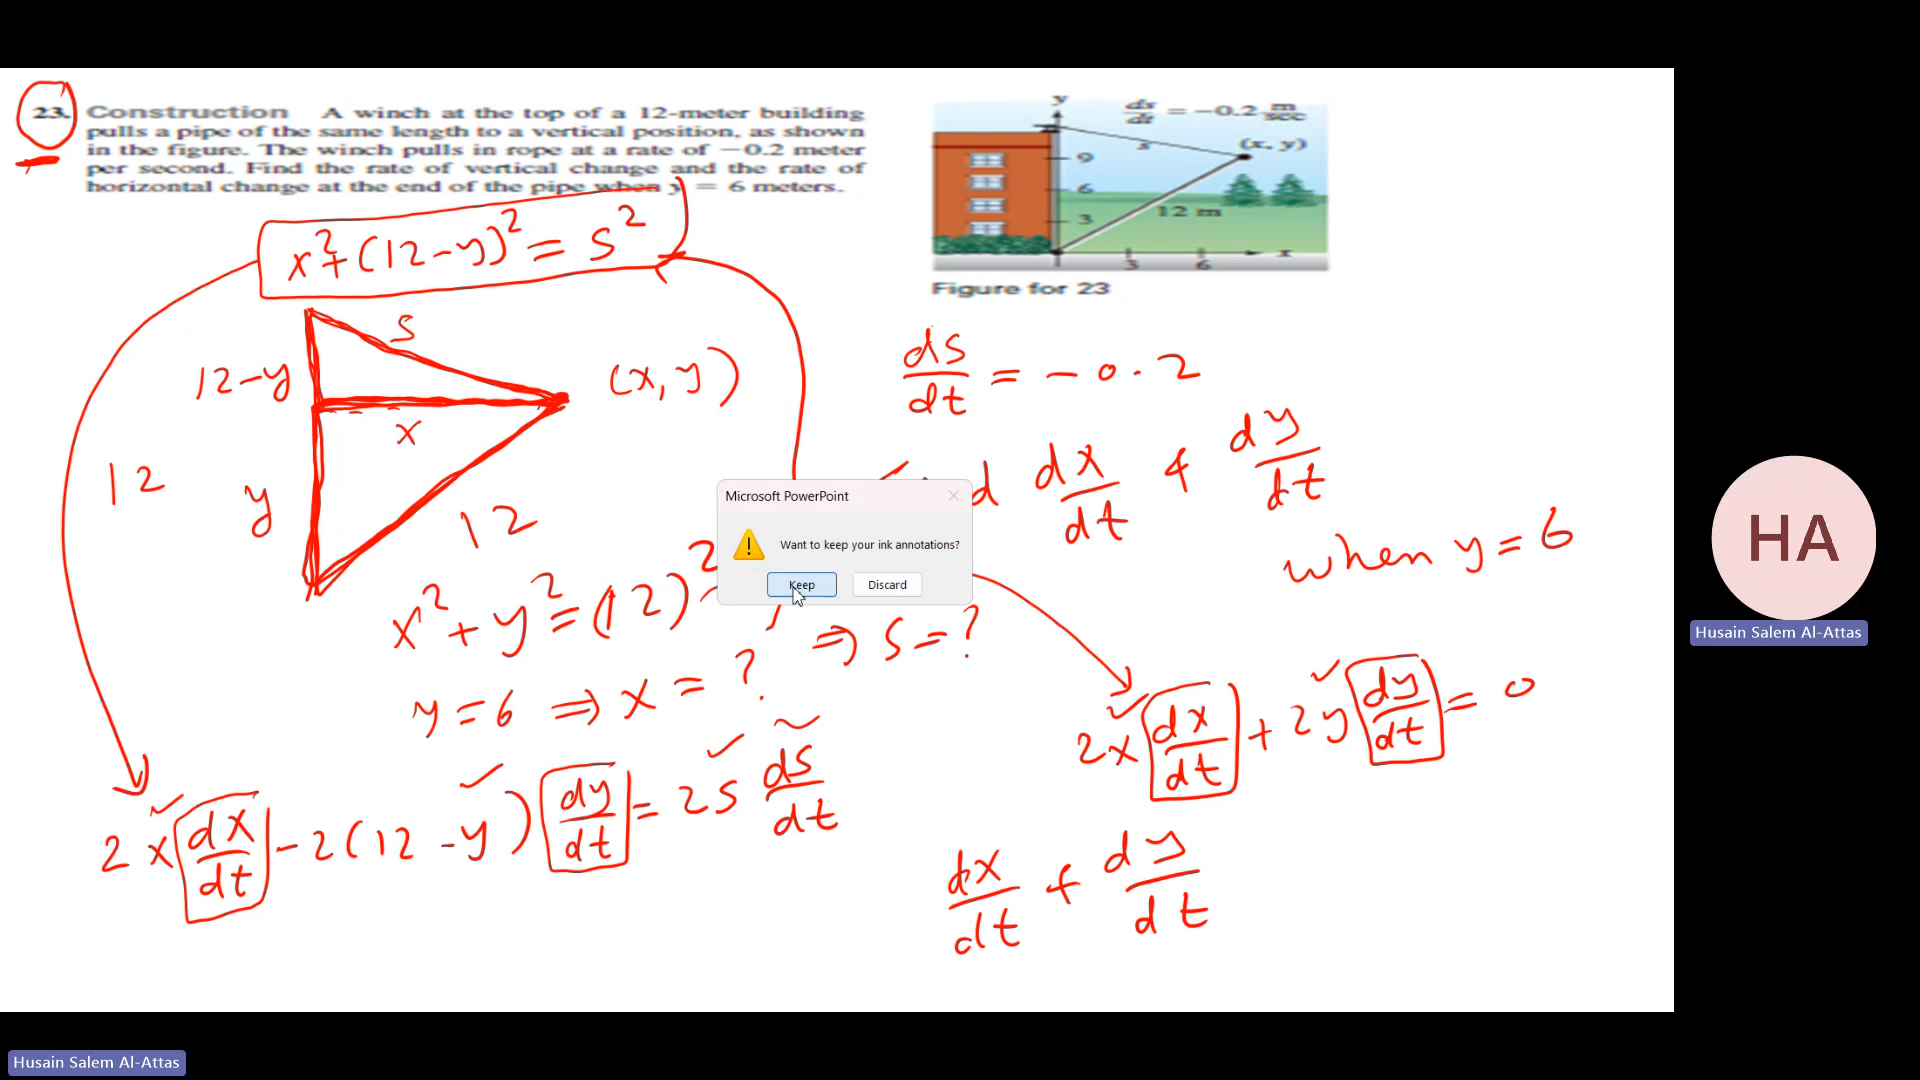 23. Construction A winch at the top of a 12-meter building
pulls a pipe of the same length to a vertical position, as shown
in the figure. The winch pulls in rope at a rate of −0.2 meter
per second. Find the rate of vertical change and the rate of
horizontal change at the end of the pipe when y = 6 meters.
y
ds/dt = −0.2 m/sec
(x, y)
s
9
6
3
12 m
3 6 x
Figure for 23
x² + (12-y)² = s²
s
12-y
(x, y)
x
12
y
12
ds/dt = -0.2
d dx/dt & dy/dt
when y = 6
Microsoft PowerPoint
Want to keep your ink annotations?
Keep Discard
x² + y² = (12)²
y = 6 ⇒ x = ? ⇒ s = ?
2x dx/dt + 2y dy/dt = 0
2x dx/dt - 2(12-y) dy/dt = 2s ds/dt
dx/dt & dy/dt
HA
Husain Salem Al-Attas
Husain Salem Al-Attas